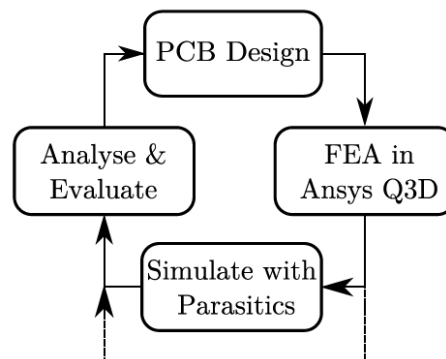 PCB Design
Analyse &
Evaluate
FEA in
Ansys Q3D
Simulate with
Parasitics